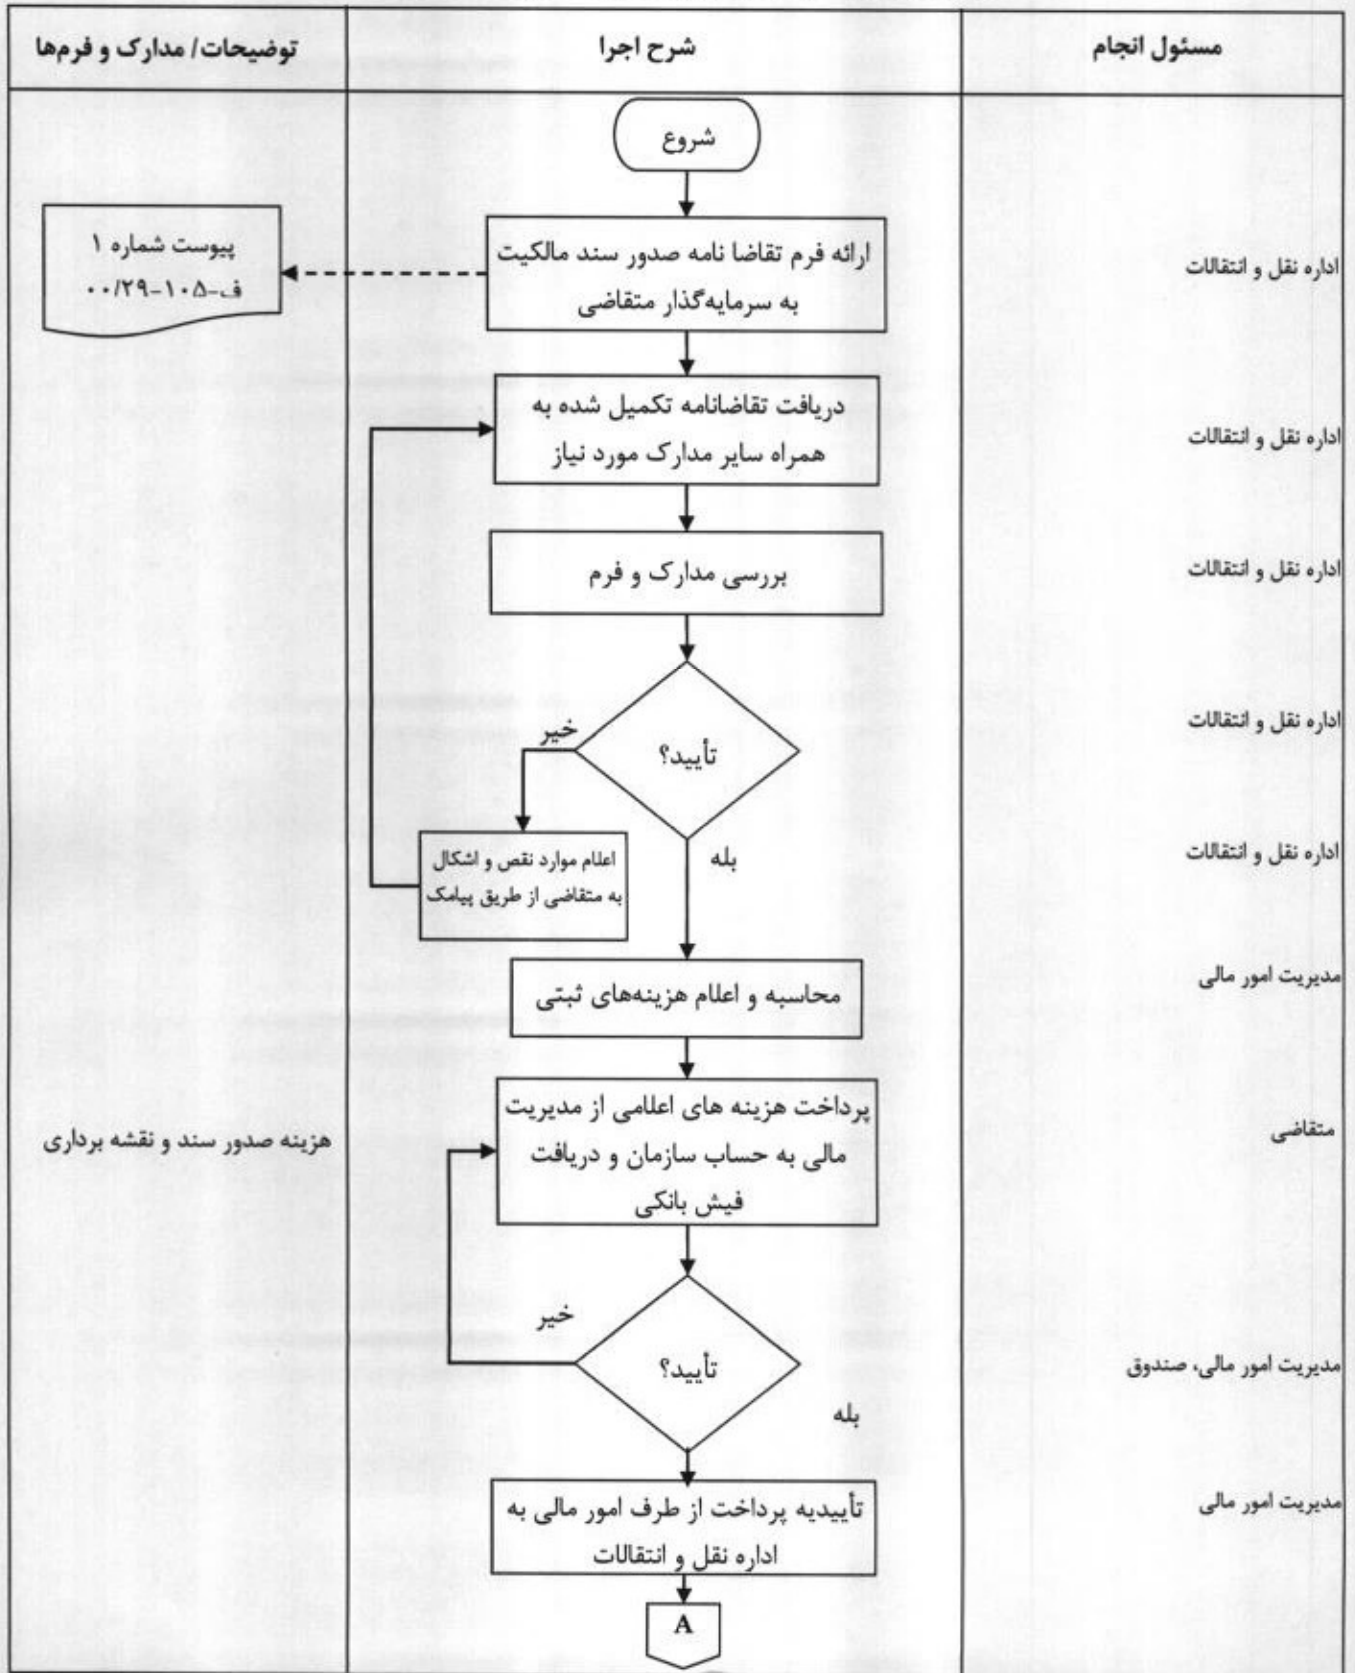 مسئول انجام
شرح اجرا
توضیحات/ مدارک و فرم‌ها
شروع
اداره نقل و انتقالات
ارائه فرم تقاضا نامه صدور سند مالکیت
به سرمایه‌گذار متقاضی
پیوست شماره ۱
ف-۱۰۵-۰۰/۲۹
اداره نقل و انتقالات
دریافت تقاضانامه تکمیل شده به
همراه سایر مدارک مورد نیاز
اداره نقل و انتقالات
بررسی مدارک و فرم
اداره نقل و انتقالات
تأیید؟
خیر
بله
اداره نقل و انتقالات
اعلام موارد نقص و اشکال
به متقاضی از طریق پیامک
مدیریت امور مالی
محاسبه و اعلام هزینه‌های ثبتی
متقاضی
پرداخت هزینه های اعلامی از مدیریت
مالی به حساب سازمان و دریافت
فیش بانکی
هزینه صدور سند و نقشه برداری
مدیریت امور مالی، صندوق
تأیید؟
خیر
بله
مدیریت امور مالی
تأییدیه پرداخت از طرف امور مالی به
اداره نقل و انتقالات
A